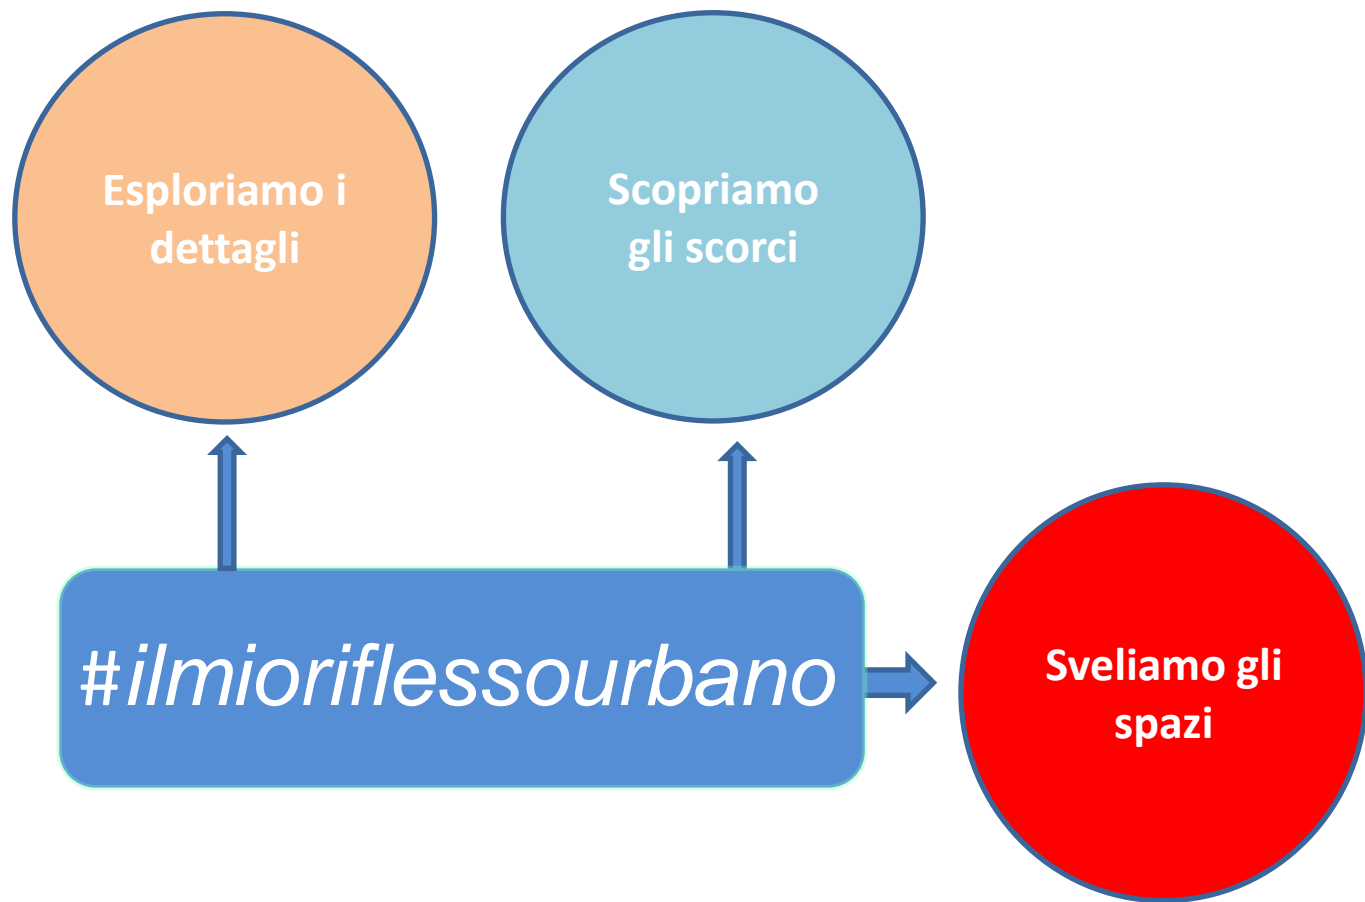 Esploriamo i
dettagli
Scopriamo
gli scorci
#ilmioriflessourbano
Sveliamo gli
spazi